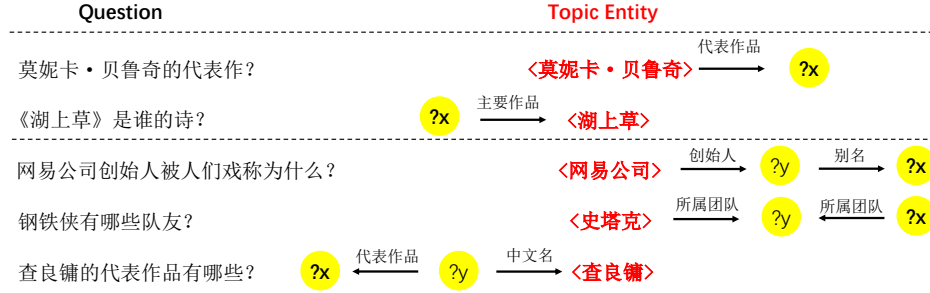 Question Topic Entity
莫妮卡·贝鲁奇的代表作？ <莫妮卡·贝鲁奇> 代表作品 ?x
《湖上草》是谁的诗？ ?x 主要作品 <湖上草>
网易公司创始人被人们戏称为什么？ <网易公司> 创始人 ?y 别名 ?x
钢铁侠有哪些队友？ <史塔克> 所属团队 ?y 所属团队 ?x
查良镛的代表作品有哪些？ ?x 代表作品 ?y 中文名 <查良镛>